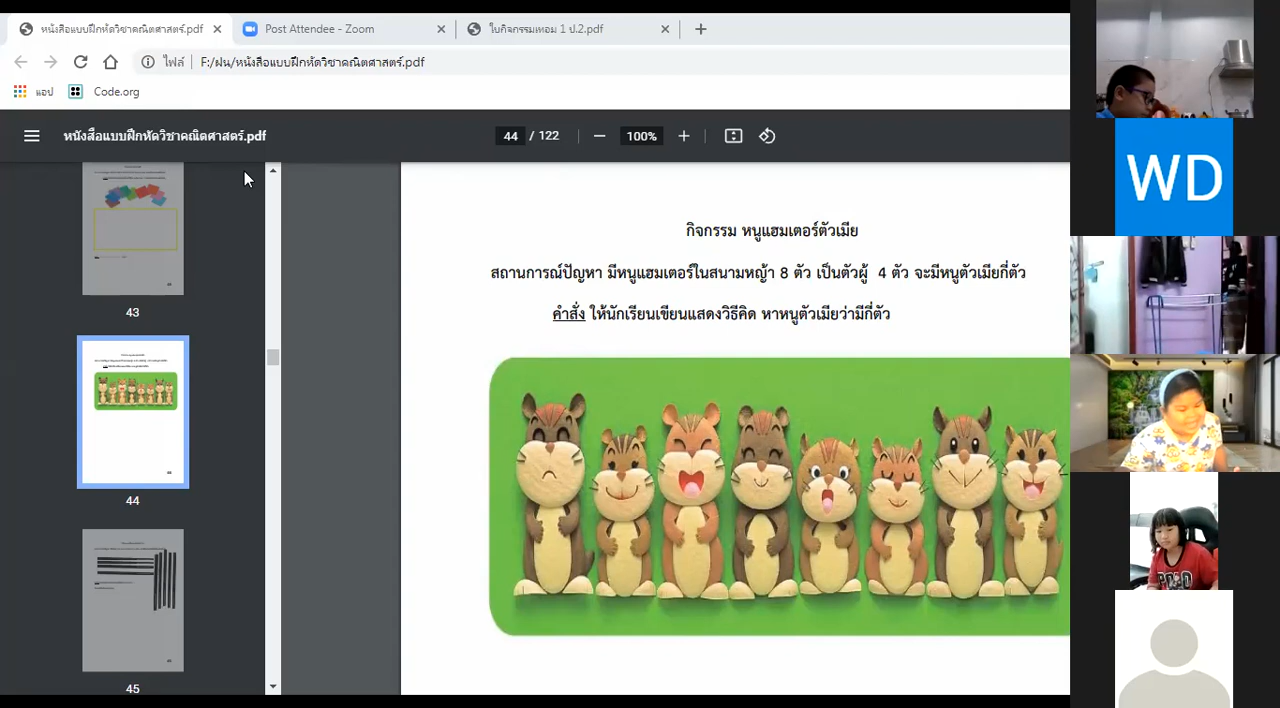 หนังสือแบบฝึกหัดวิชาคณิตศาสตร์.pdf
Post Attendee - Zoom
ใบกิจกรรมเทอม 1 ป.2.pdf
ไฟล์
F:/ฝน/หนังสือแบบฝึกหัดวิชาคณิตศาสตร์.pdf
แอป
Code.org
หนังสือแบบฝึกหัดวิชาคณิตศาสตร์.pdf
44 / 122
100%
43
44
45
กิจกรรม หนูแฮมเตอร์ตัวเมีย
สถานการณ์ปัญหา มีหนูแฮมเตอร์ในสนามหญ้า 8 ตัว เป็นตัวผู้ 4 ตัว จะมีหนูตัวเมียกี่ตัว
คำสั่ง ให้นักเรียนเขียนแสดงวิธีคิด หาหนูตัวเมียว่ามีกี่ตัว
WD
POLO